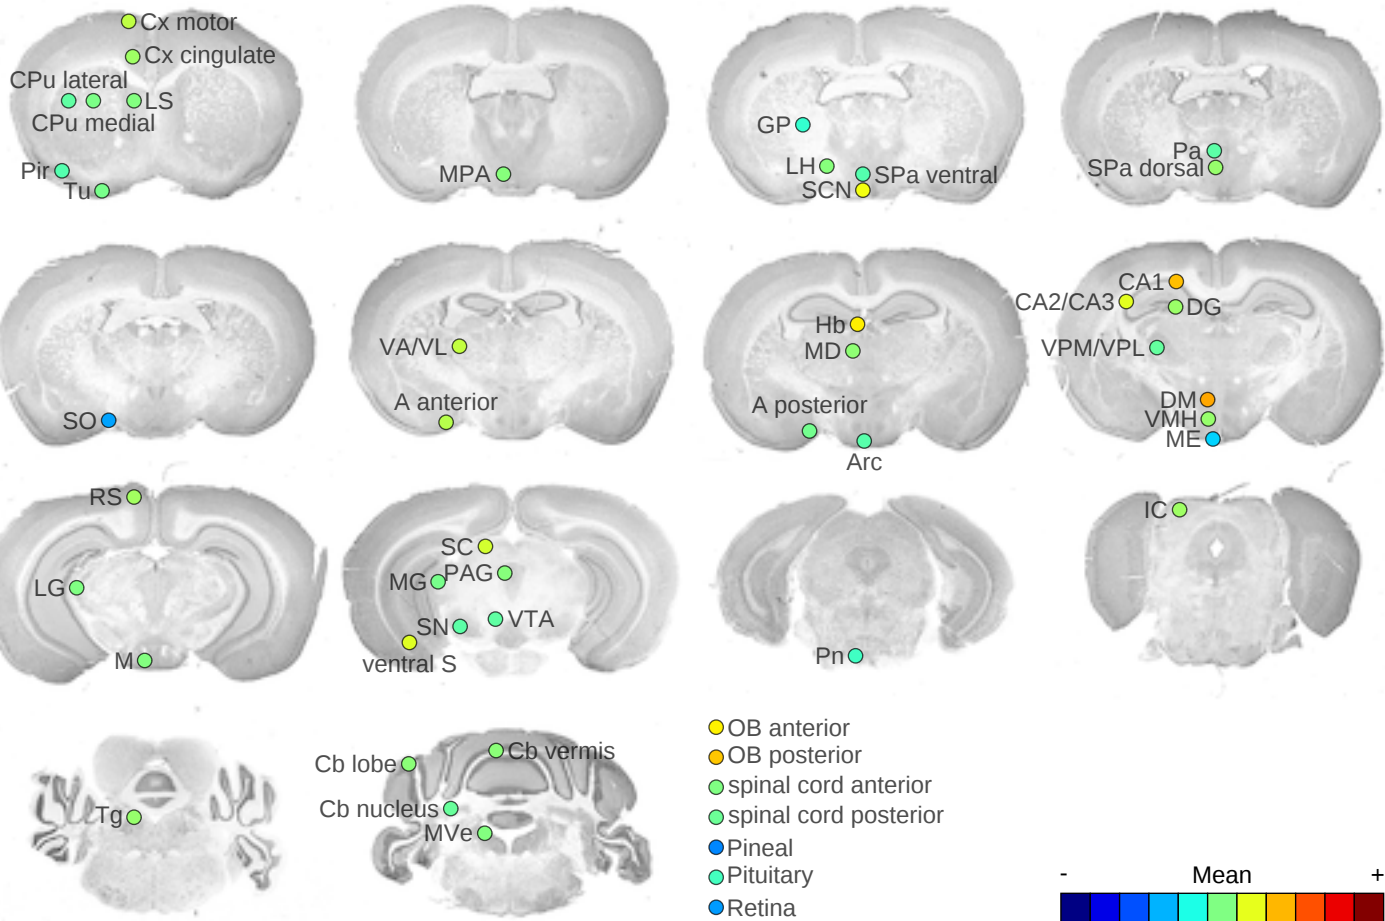 Cx motor
Cx cingulate
CPu lateral
LS
CPu medial
Pir
Tu
MPA
GP
LH
SPa ventral
SCN
Pa
SPa dorsal
SO
VA/VL
A anterior
Hb
MD
A posterior
Arc
CA1
CA2/CA3
DG
VPM/VPL
DM
VMH
ME
RS
LG
M
SC
MG
PAG
SN
VTA
ventral S
Pn
IC
Tg
Cb lobe
Cb vermis
Cb nucleus
MVe
OB anterior
OB posterior
spinal cord anterior
spinal cord posterior
Pineal
Pituitary
Retina
- Mean +